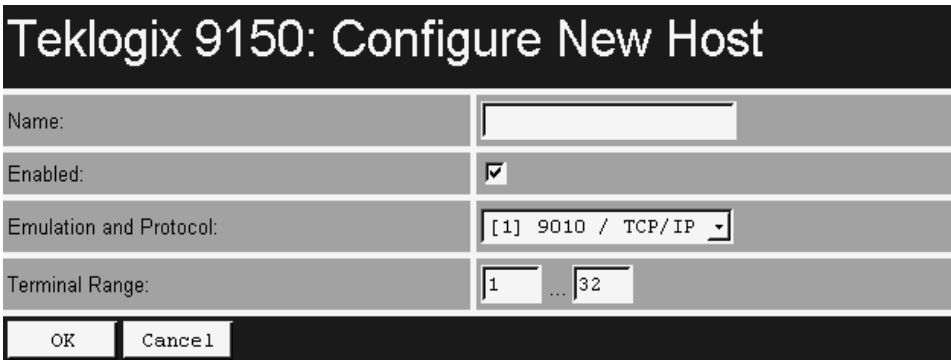 Teklogix 9150: Configure New Host
Name:
Enabled:
Emulation and Protocol: [1] 9010 / TCP/IP
Terminal Range: 1 ... 32
OK Cancel